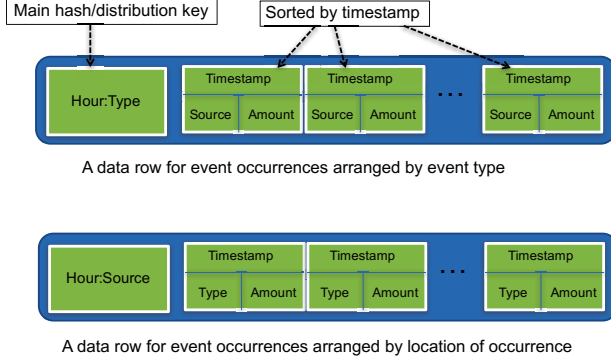 Main hash/distribution key
Sorted by timestamp
Hour:Type
Timestamp
Timestamp
Timestamp
Source Amount
Source Amount
...
Source Amount
A data row for event occurrences arranged by event type
Hour:Source
Timestamp
Timestamp
Timestamp
Type Amount
Type Amount
...
Type Amount
A data row for event occurrences arranged by location of occurrence